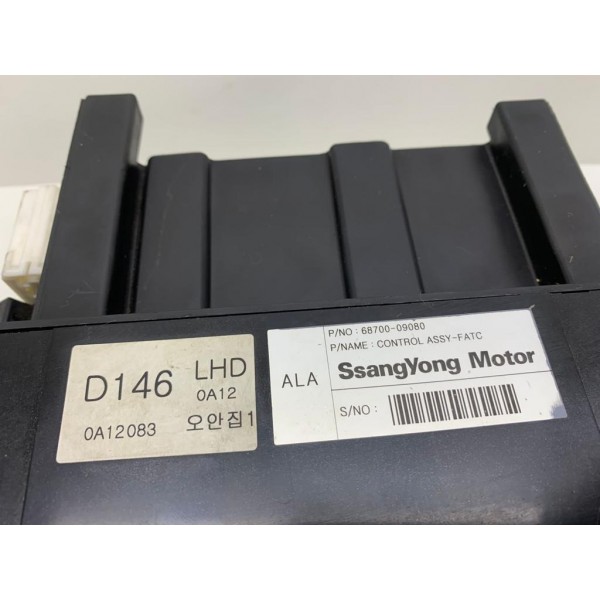 D146 LHD
0A12
0A12083 오안집1
P/NO : 68700-09080
P/NAME : CONTROL ASSY-FATC
ALA SsangYong Motor
S/NO :